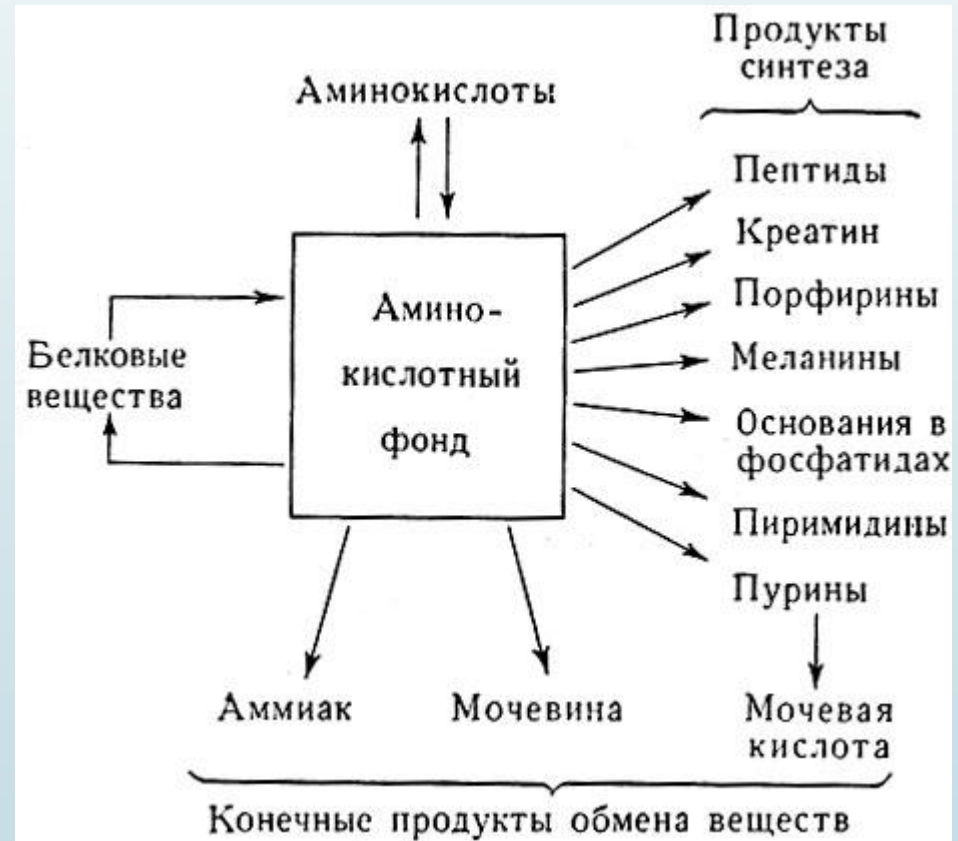 Продукты
синтеза
Аминокислоты
Пептиды
Креатин
Порфирины
Меланины
Основания в
фосфатидах
Пиримидины
Пурины
Амино-
кислотный
фонд
Белковые
вещества
Аммиак
Мочевина
Мочевая
кислота
Конечные продукты обмена веществ